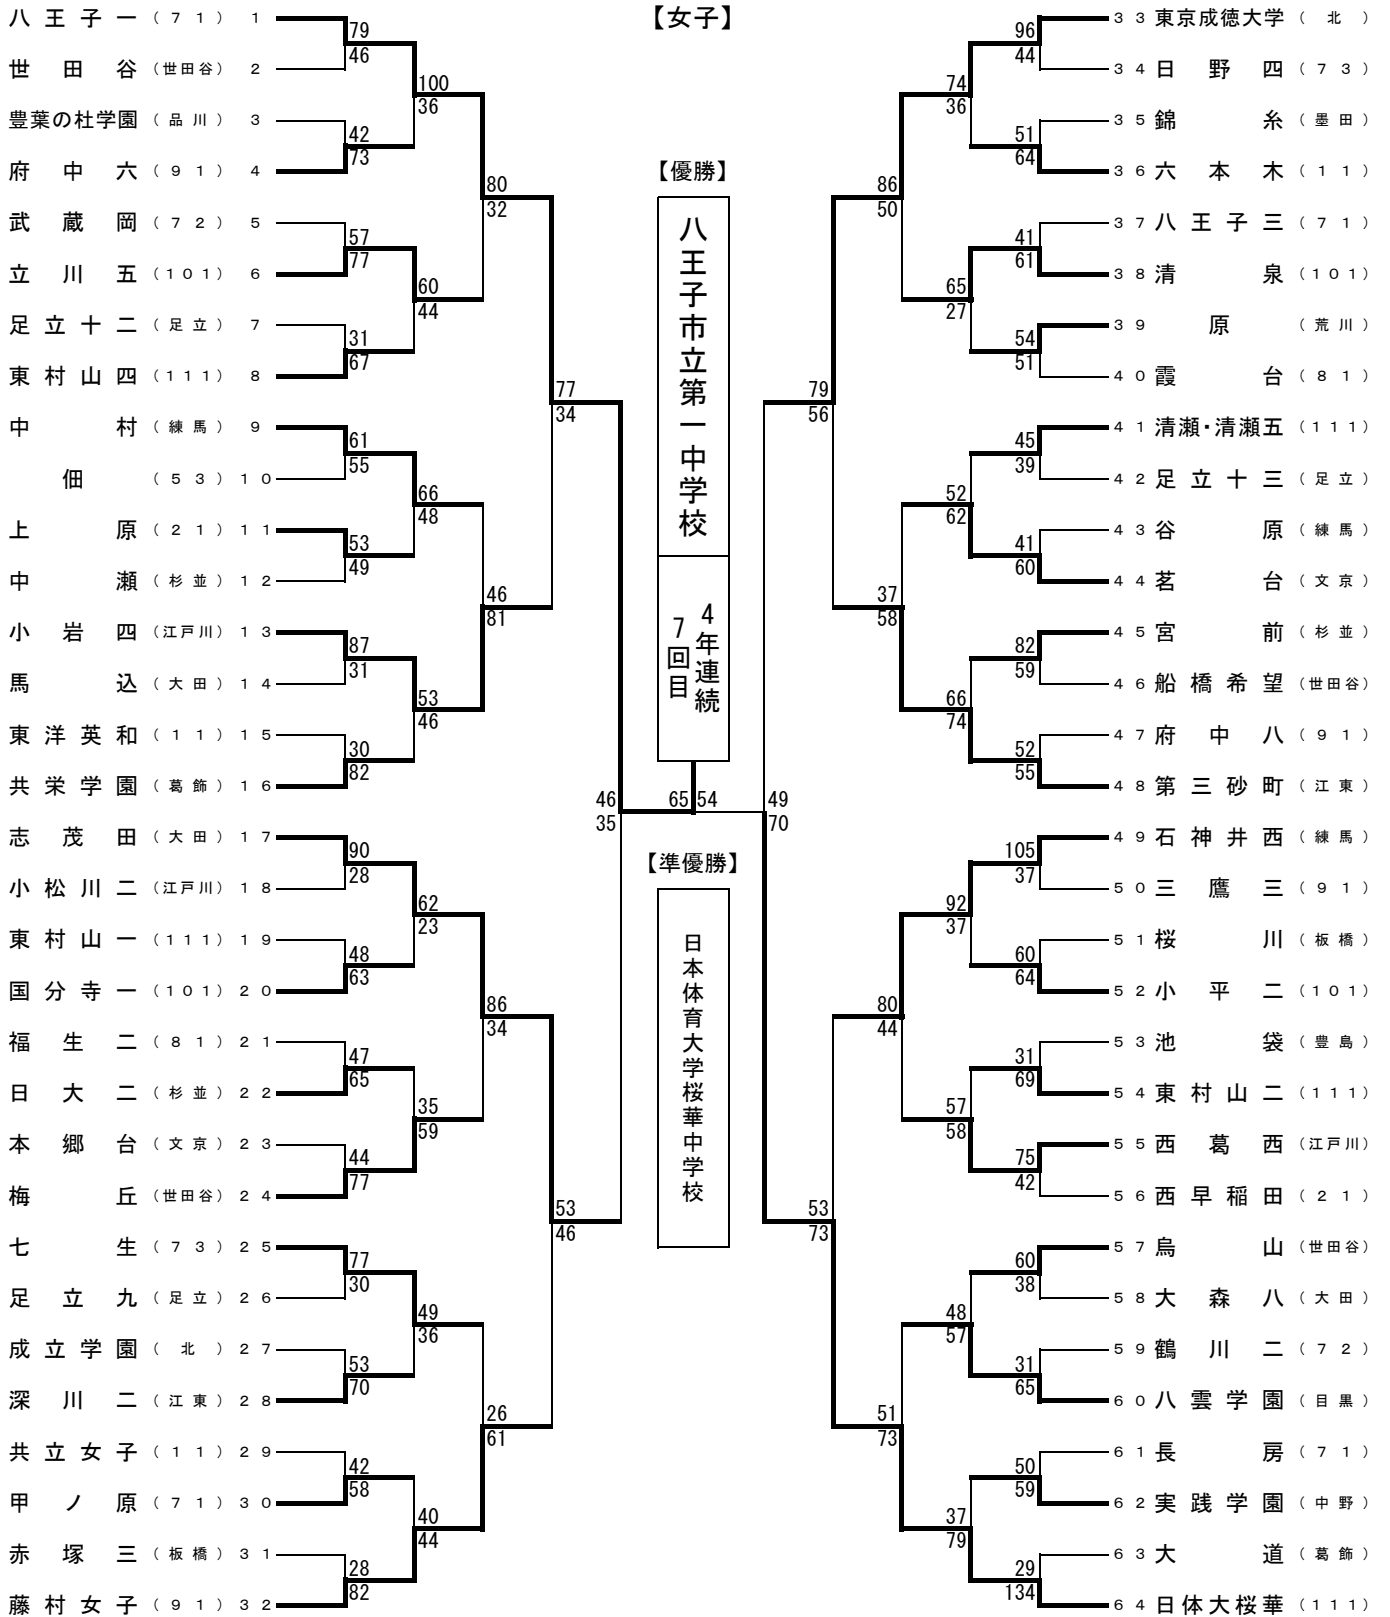 【女子】
八王子一 (71) 1
79
46
世田谷 (世田谷) 2
100
36
豊葉の杜学園 (品川) 3
42
73
府中六 (91) 4
80
32
武蔵岡 (72) 5
57
77
立川五 (101) 6
60
44
足立十二 (足立) 7
31
67
東村山四 (111) 8
77
34
中村 (練馬) 9
61
55
佃 (53) 10
66
48
上原 (21) 11
53
49
中瀬 (杉並) 12
46
81
小岩四 (江戸川) 13
87
31
馬込 (大田) 14
53
46
東洋英和 (11) 15
30
82
共栄学園 (葛飾) 16
46
35
志茂田 (大田) 17
90
28
小松川二 (江戸川) 18
62
23
東村山一 (111) 19
48
63
国分寺一 (101) 20
86
34
福生二 (81) 21
47
65
日大二 (杉並) 22
35
59
本郷台 (文京) 23
44
77
梅丘 (世田谷) 24
53
46
七生 (73) 25
77
30
足立九 (足立) 26
49
36
成立学園 (北) 27
53
70
深川二 (江東) 28
26
61
共立女子 (11) 29
42
58
甲ノ原 (71) 30
40
44
赤塚三 (板橋) 31
28
82
藤村女子 (91) 32
【優勝】
八王子市立第一中学校
4年連続
7回目
65 54
【準優勝】
日本体育大学桜華中学校
33 東京成徳大学 (北)
96
44
34 日野四 (73)
74
36
35 錦糸 (墨田)
51
64
36 六本木 (11)
86
50
37 八王子三 (71)
41
61
38 清泉 (101)
65
27
39 原 (荒川)
54
51
40 霞台 (81)
79
56
41 清瀬・清瀬五 (111)
45
39
42 足立十三 (足立)
52
62
43 谷原 (練馬)
41
60
44 茗台 (文京)
37
58
45 宮前 (杉並)
82
59
46 船橋希望 (世田谷)
66
74
47 府中八 (91)
52
55
48 第三砂町 (江東)
49
70
49 石神井西 (練馬)
105
37
50 三鷹三 (91)
92
37
51 桜川 (板橋)
60
64
52 小平二 (101)
80
44
53 池袋 (豊島)
31
69
54 東村山二 (111)
57
58
55 西葛西 (江戸川)
75
42
56 西早稲田 (21)
53
73
57 烏山 (世田谷)
60
38
58 大森八 (大田)
48
57
59 鶴川二 (72)
31
65
60 八雲学園 (目黒)
51
73
61 長房 (71)
50
59
62 実践学園 (中野)
37
79
63 大道 (葛飾)
29
134
64 日体大桜華 (111)